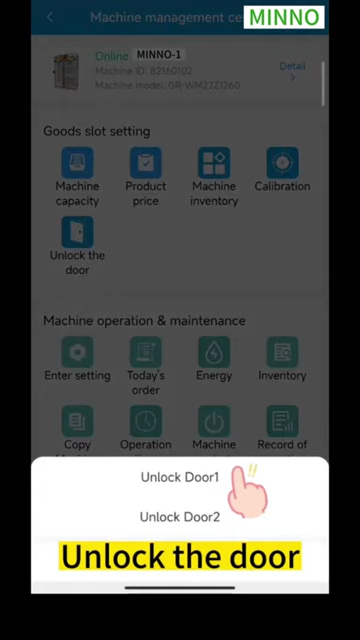 Machine management ce
MINNO
Online MINNO-1
Machine ID: 82160102
Machine model: GR-WM22Z1260
Detail
Goods slot setting
Machine capacity
Product price
Machine inventory
Calibration
Unlock the door
Machine operation & maintenance
Enter setting
Today's order
Energy
Inventory
Copy
Operation
Machine
Record of
Unlock Door1
Unlock Door2
Unlock the door